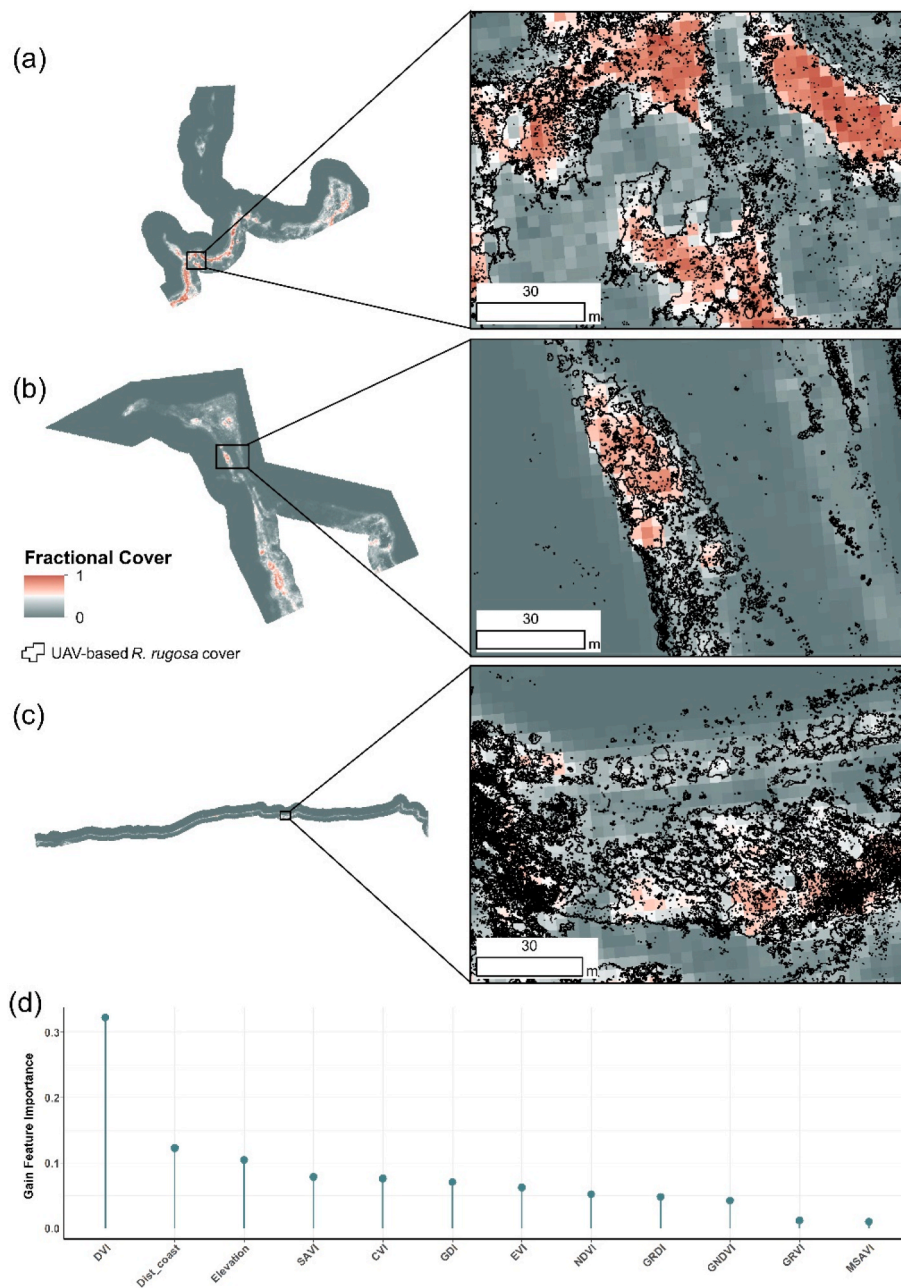 (a)
30
m
(b)
Fractional Cover
1
0
UAV-based R. rugosa cover
30
m
(c)
30
m
(d)
Gain Feature Importance
0.3
0.2
0.1
0.0
DVI
Dist_coast
Elevation
SAVI
CVI
GDI
EVI
NDVI
GRDI
GNDVI
GRVI
MSAVI